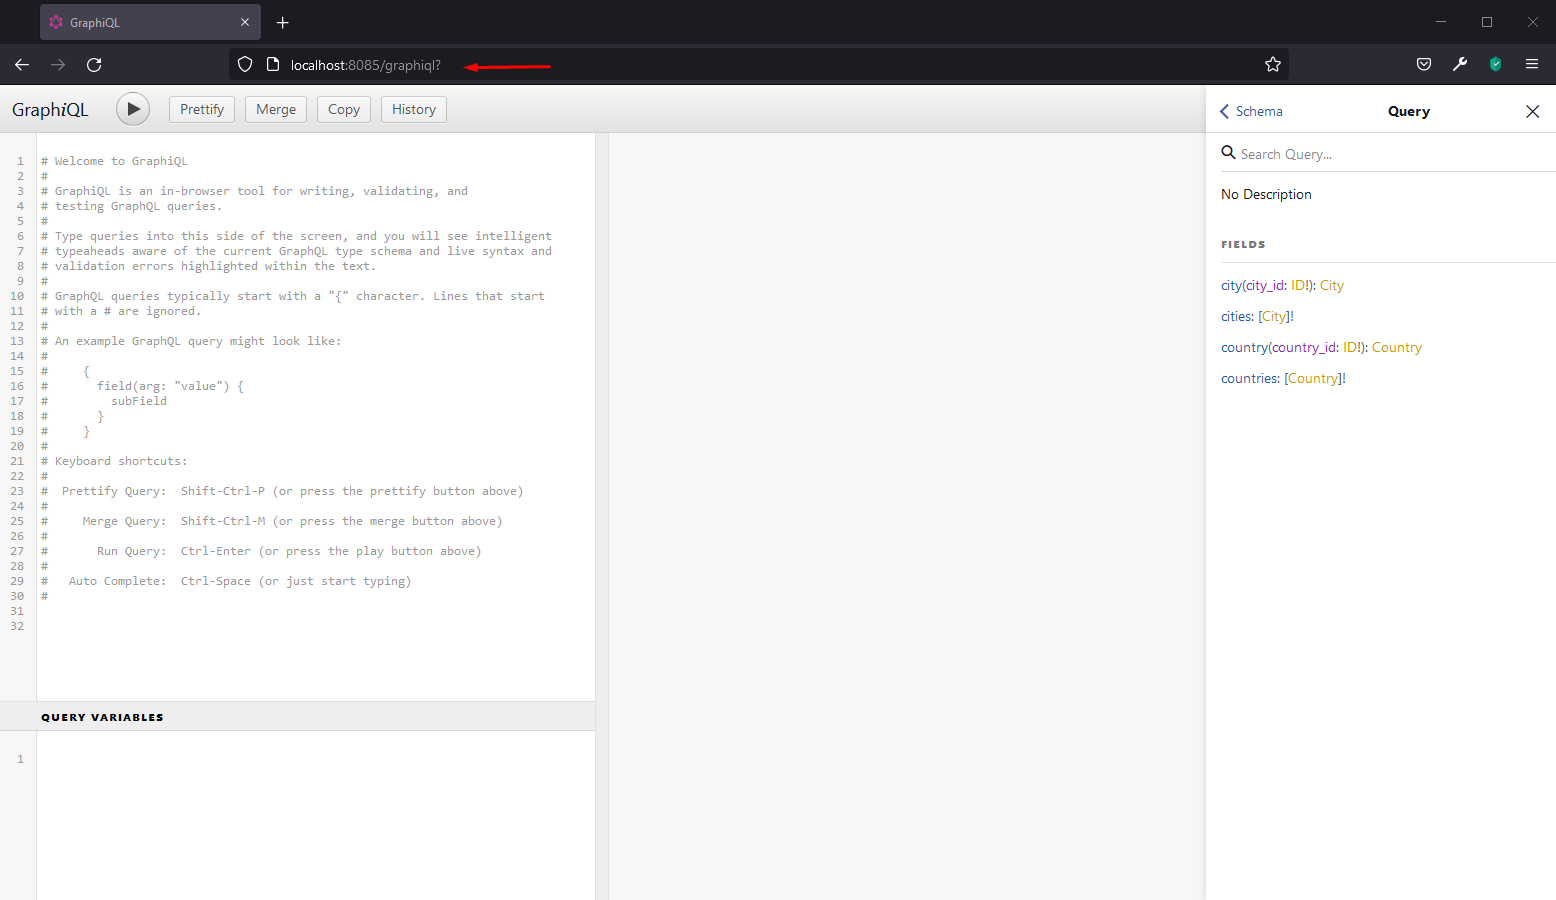 GraphiQL
localhost:8085/graphiql?
GraphiQL
Prettify
Merge
Copy
History
1 # Welcome to GraphiQL
2 #
3 # GraphiQL is an in-browser tool for writing, validating, and
4 # testing GraphQL queries.
5 #
6 # Type queries into this side of the screen, and you will see intelligent
7 # typeaheads aware of the current GraphQL type schema and live syntax and
8 # validation errors highlighted within the text.
9 #
10 # GraphQL queries typically start with a "{" character. Lines that start
11 # with a # are ignored.
12 #
13 # An example GraphQL query might look like:
14 #
15 #     {
16 #       field(arg: "value") {
17 #         subField
18 #       }
19 #     }
20 #
21 # Keyboard shortcuts:
22 #
23 #  Prettify Query:  Shift-Ctrl-P (or press the prettify button above)
24 #
25 #     Merge Query:  Shift-Ctrl-M (or press the merge button above)
26 #
27 #       Run Query:  Ctrl-Enter (or press the play button above)
28 #
29 #   Auto Complete:  Ctrl-Space (or just start typing)
30 #
31
32
QUERY VARIABLES
1
Schema
Query
Search Query...
No Description
FIELDS
city(city_id: ID!): City
cities: [City]!
country(country_id: ID!): Country
countries: [Country]!